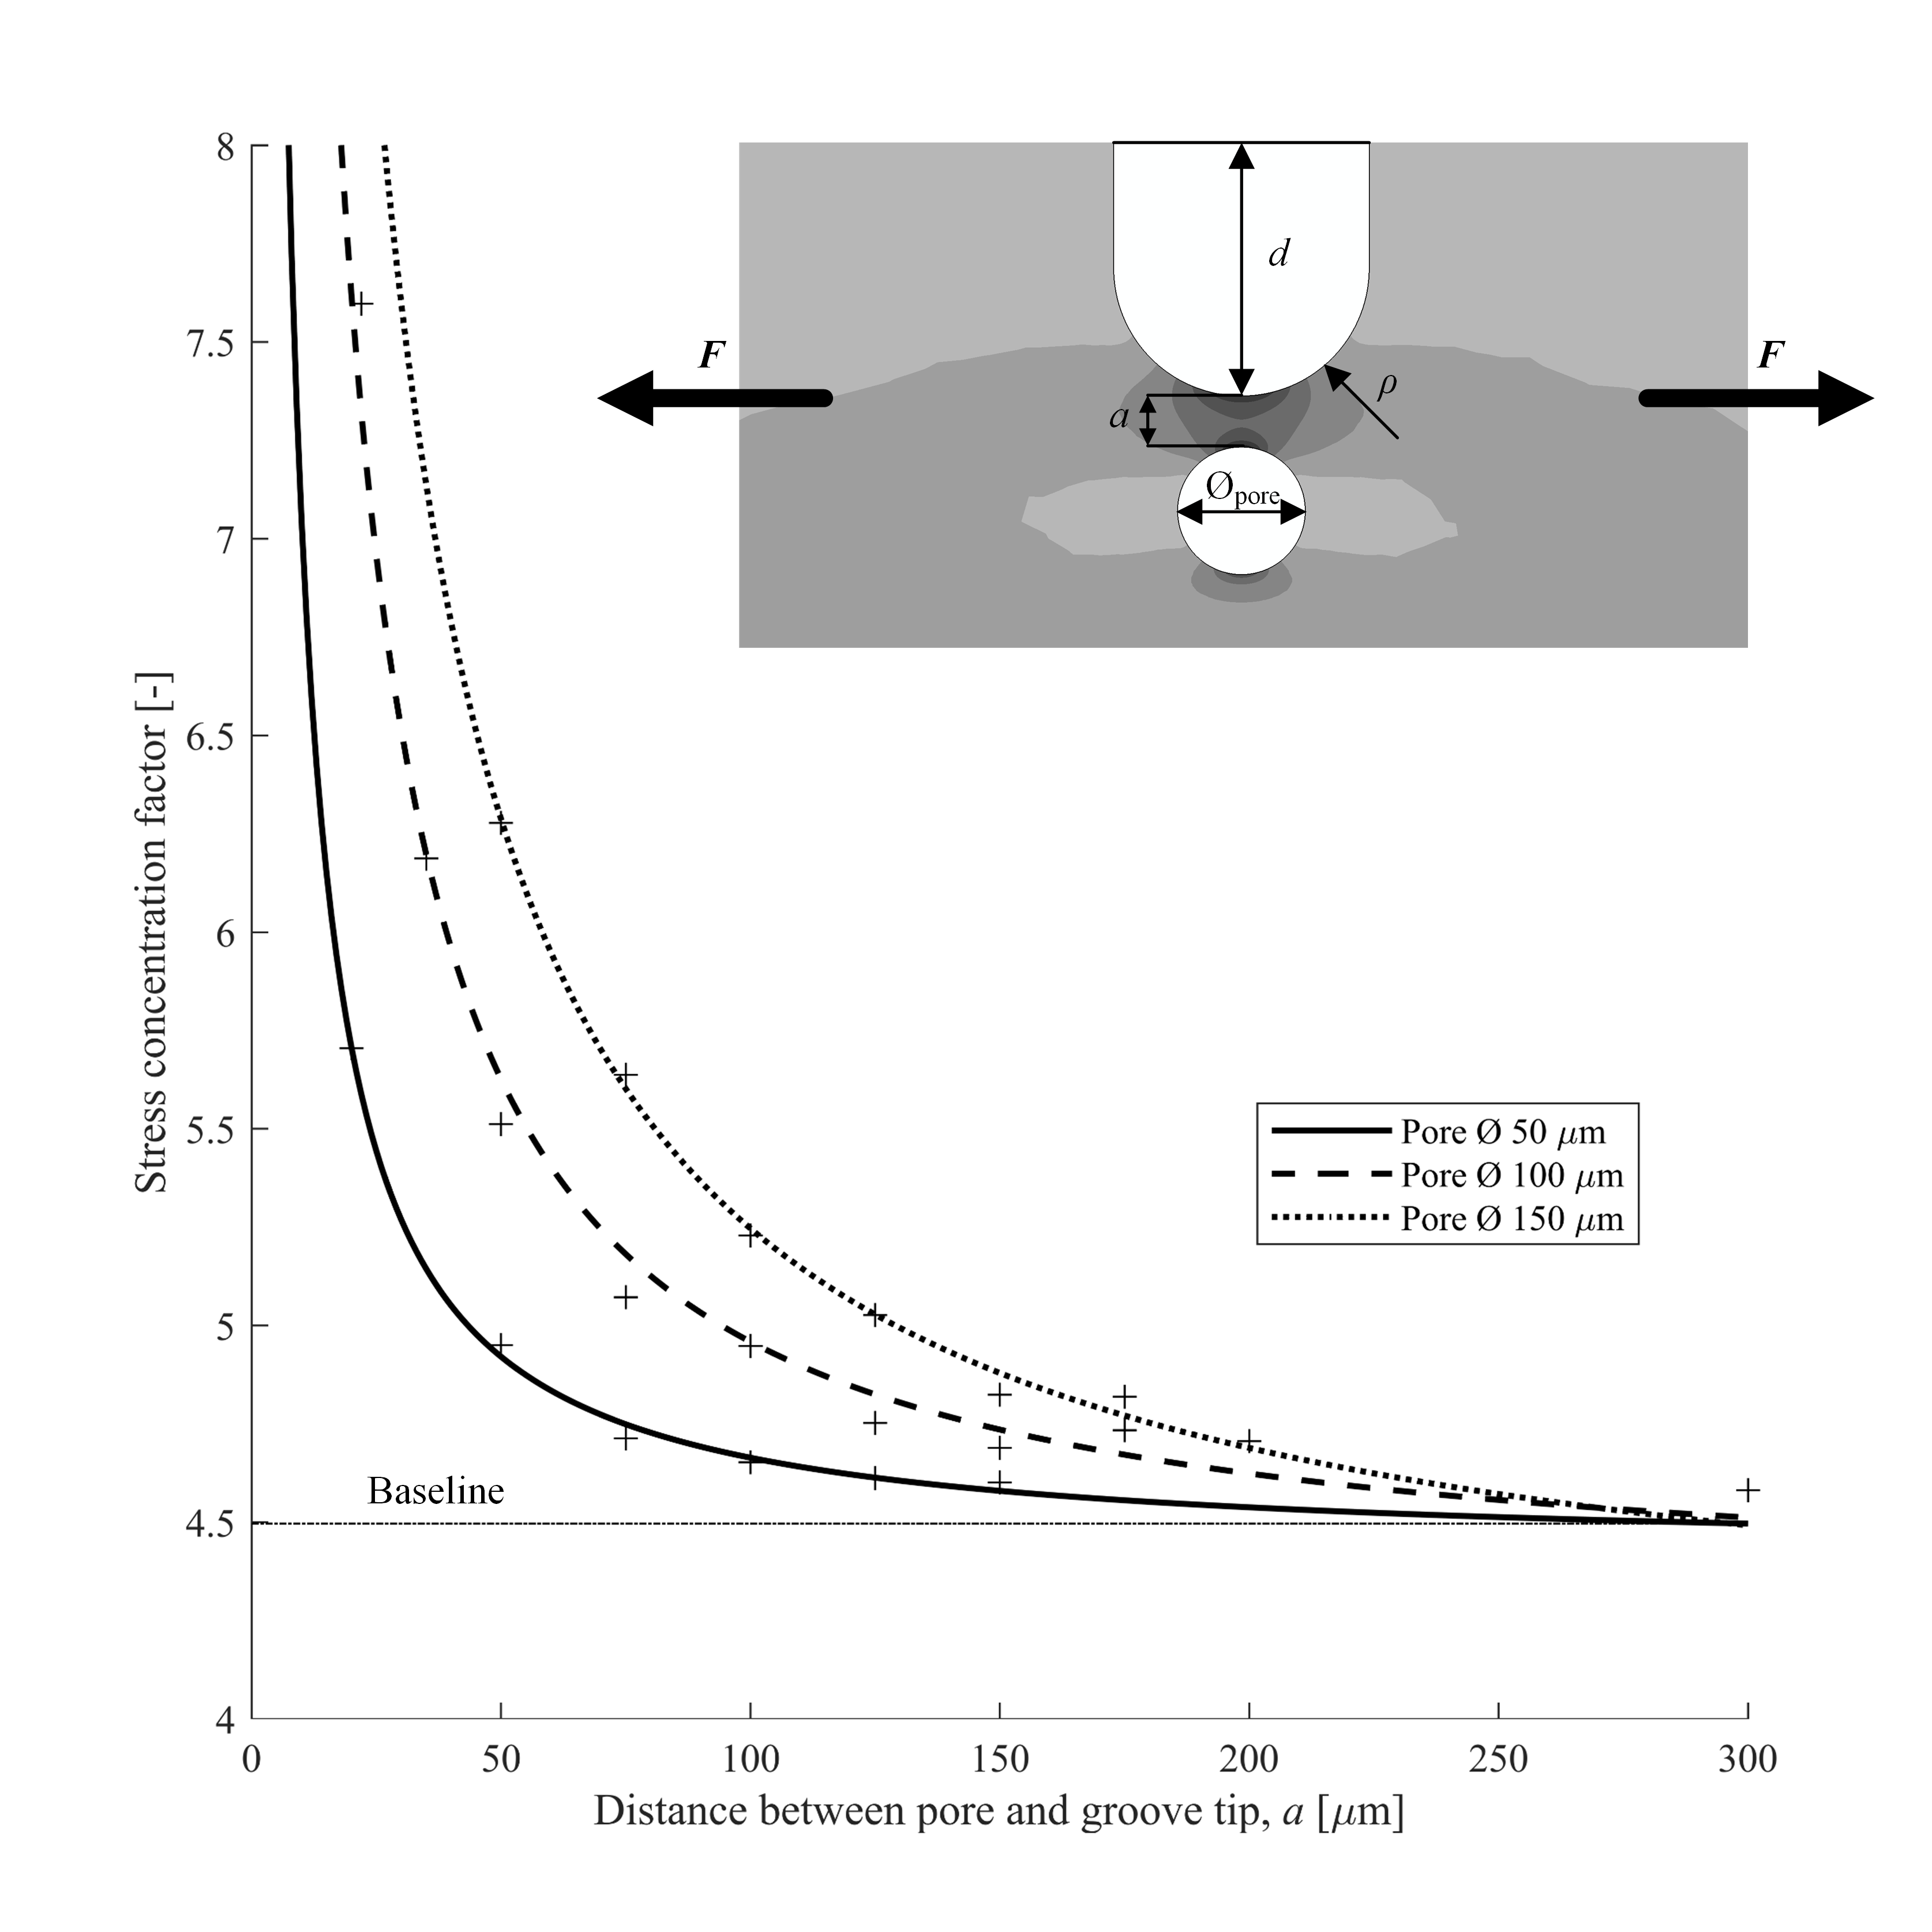 8
7.5
7
6.5
6
5.5
5
4.5
4
Stress concentration factor [-]
F
F
d
ρ
a
Øpore
Pore Ø 50 μm
Pore Ø 100 μm
Pore Ø 150 μm
Baseline
0 50 100 150 200 250 300
Distance between pore and groove tip, a [μm]